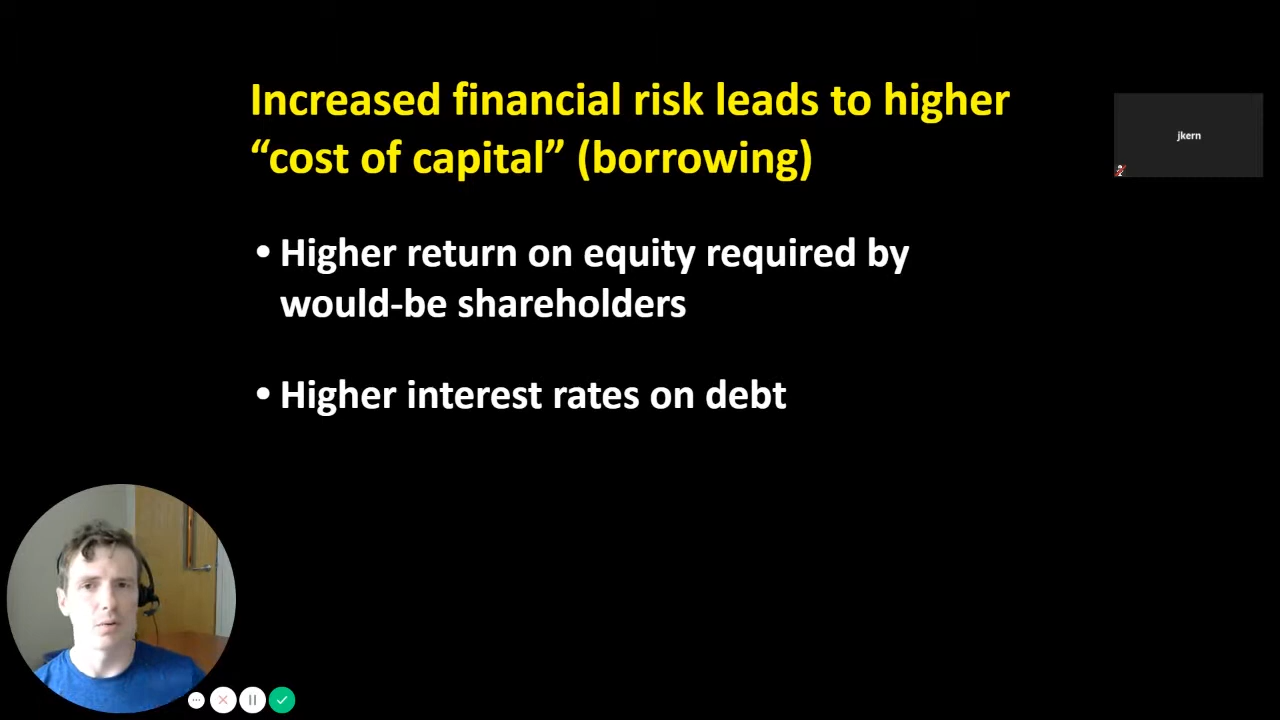 Increased financial risk leads to higher
“cost of capital” (borrowing)
jkern
• Higher return on equity required by
would-be shareholders
• Higher interest rates on debt